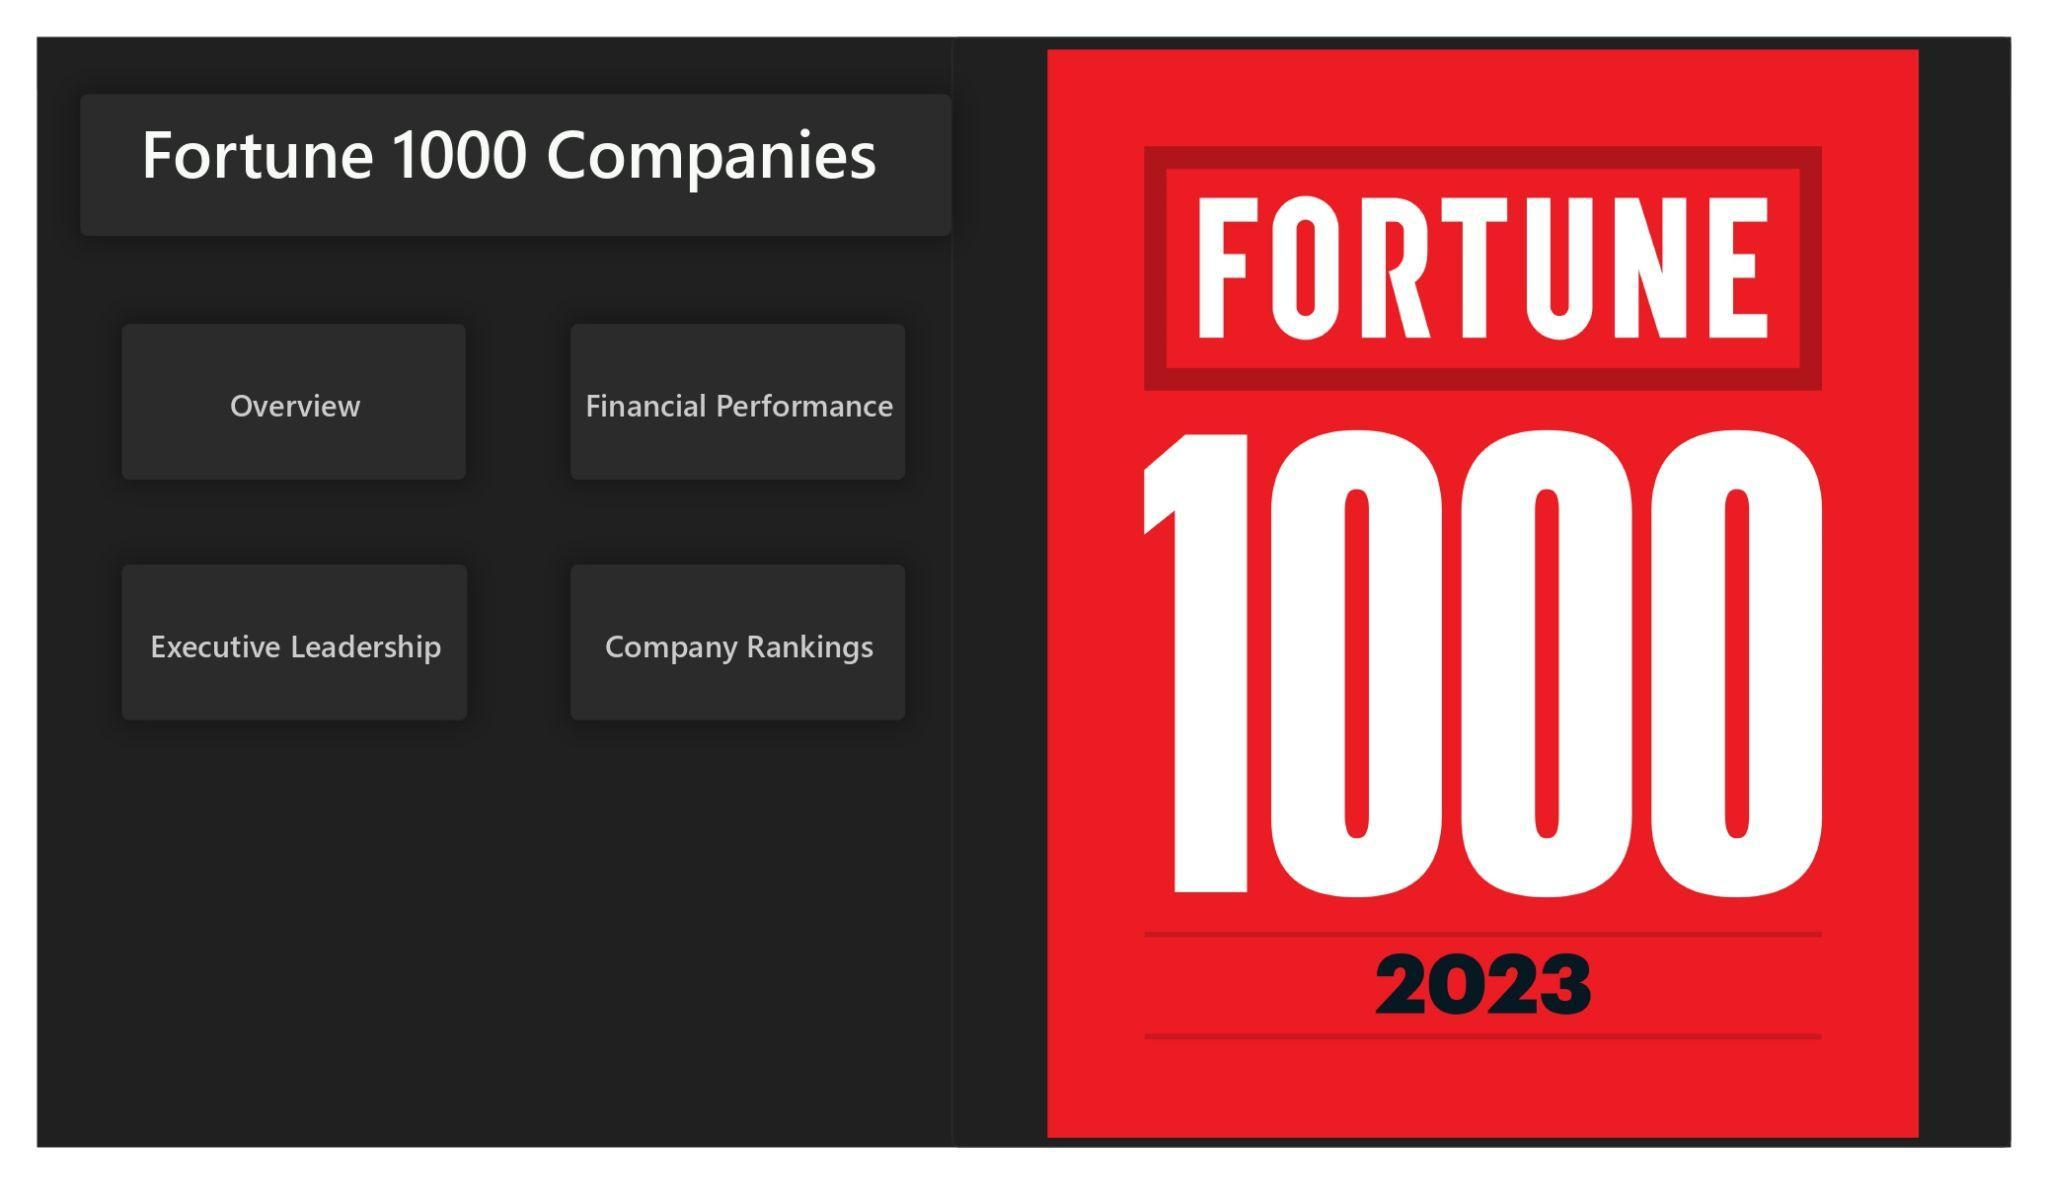 Fortune 1000 Companies
Overview
Financial Performance
Executive Leadership
Company Rankings
FORTUNE
1000
2023